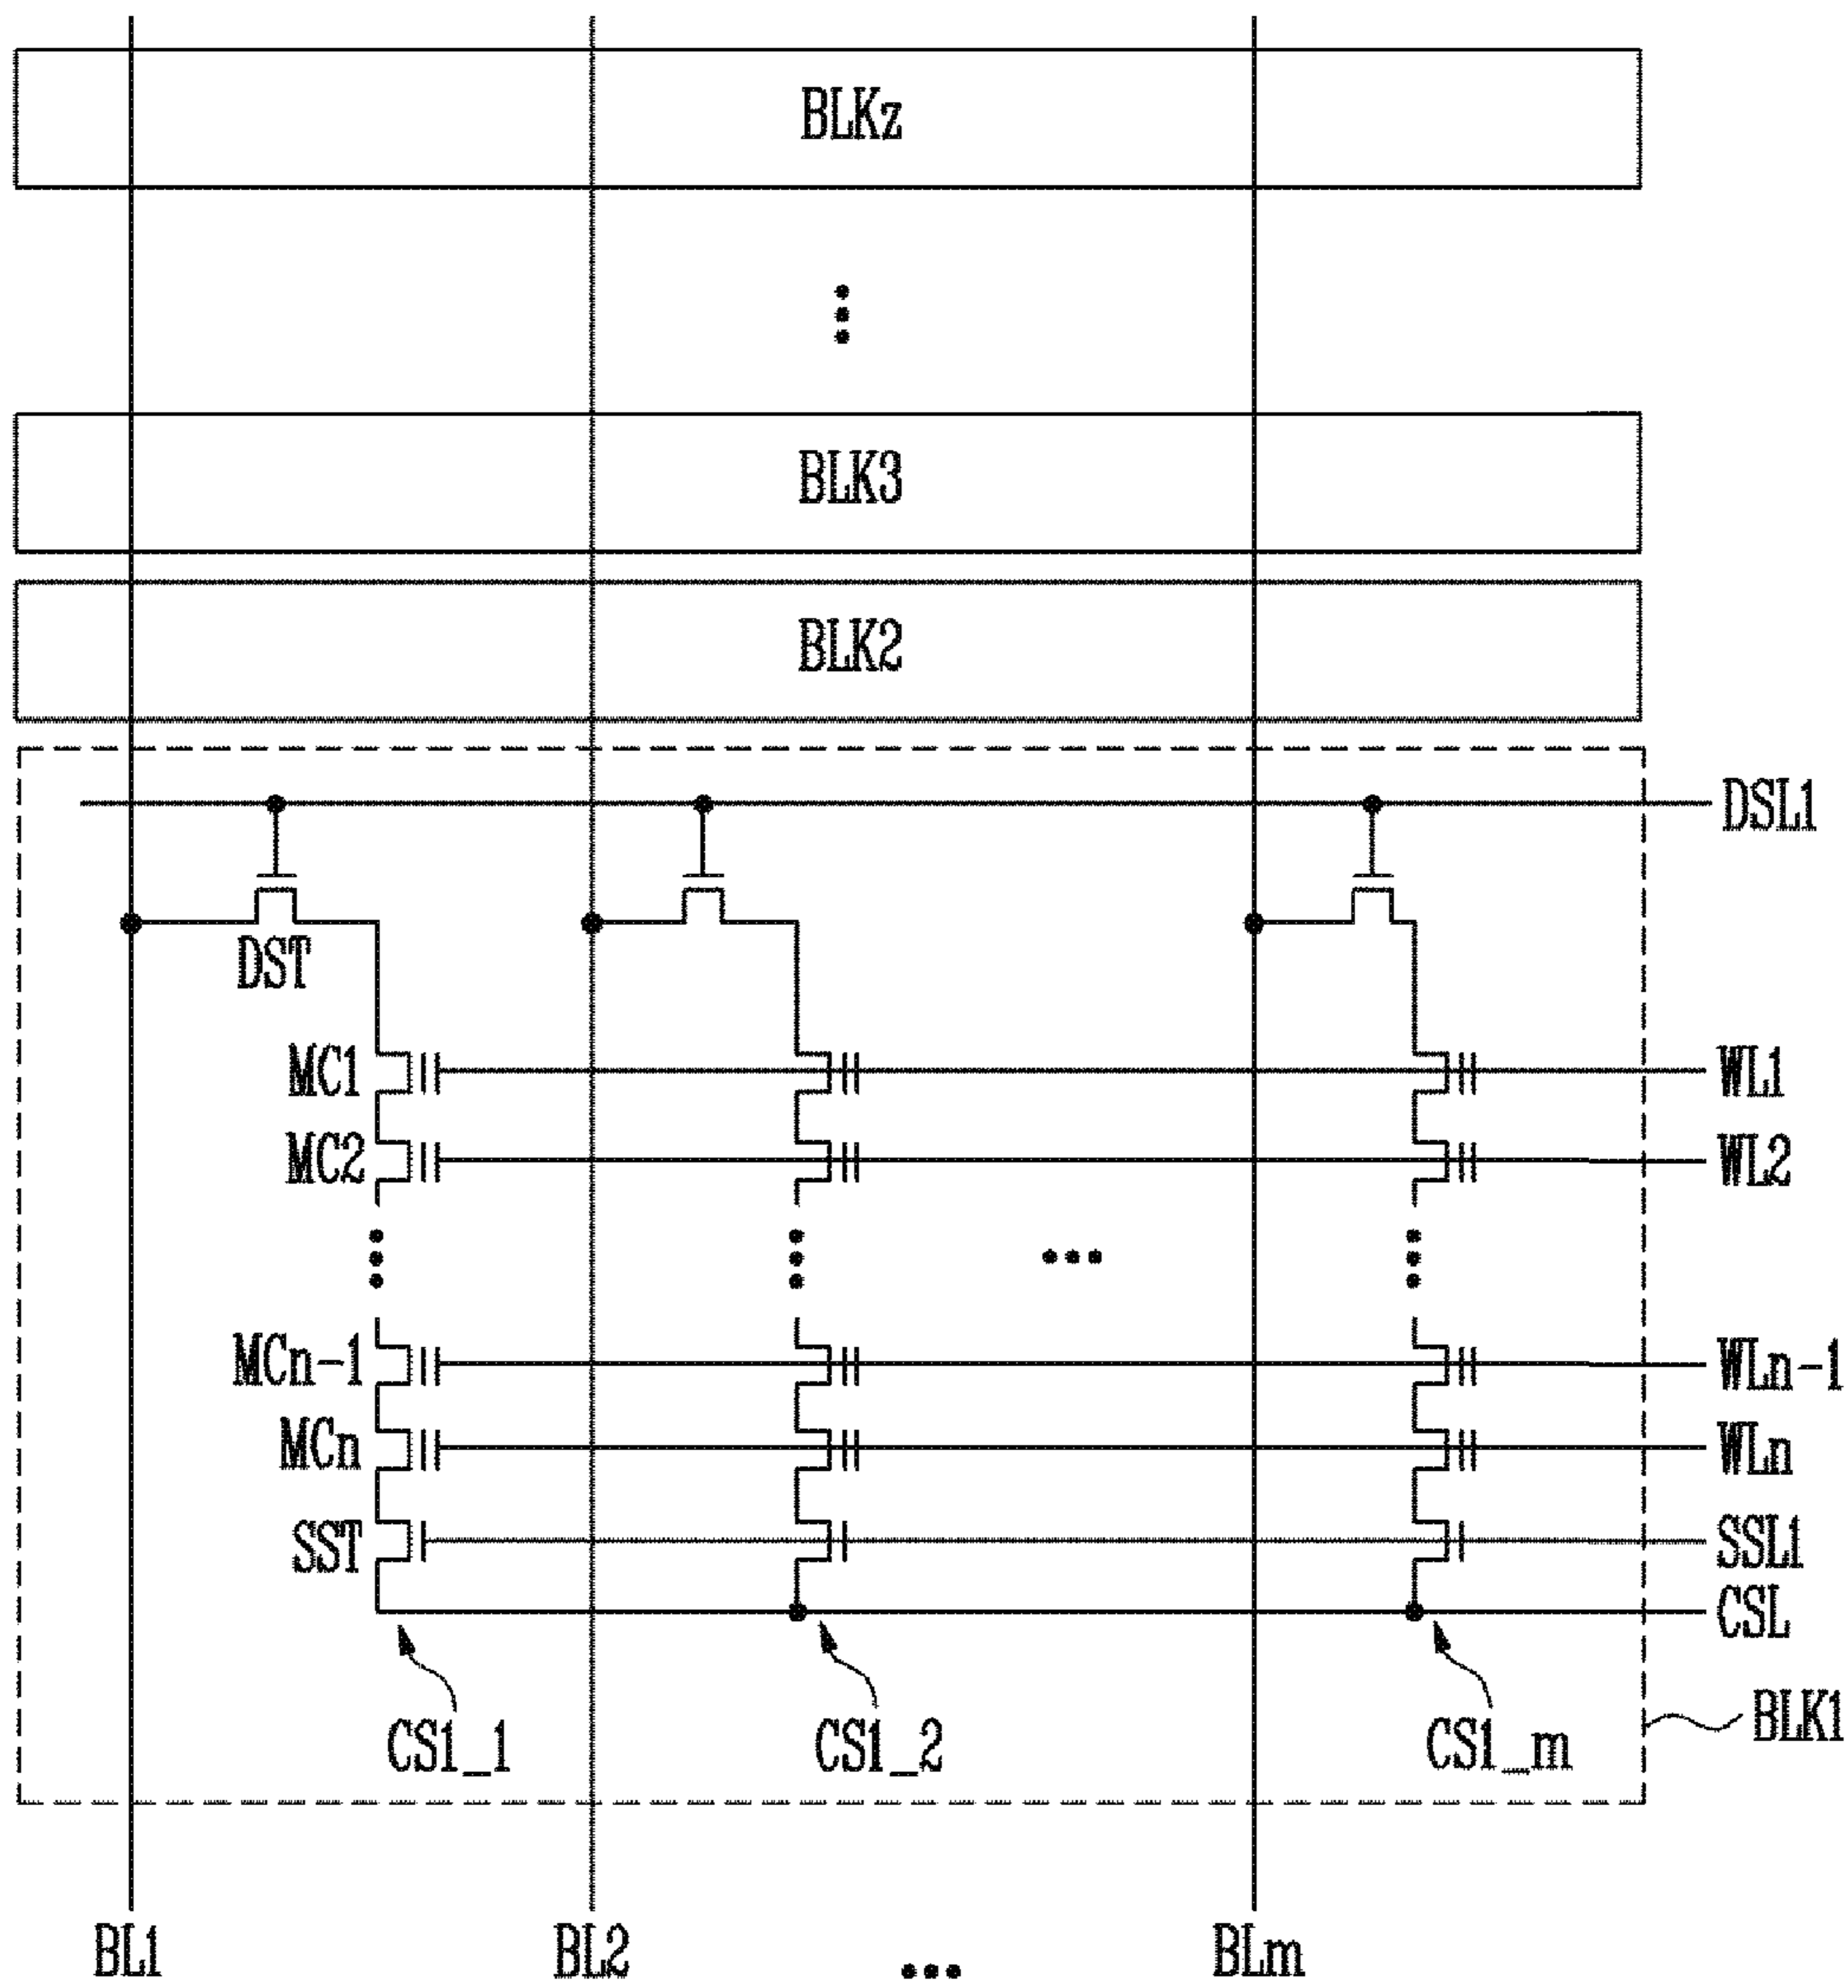 BLKz
BLK3
BLK2
DSL1
DST
MC1 WL1
MC2 WL2
MCn-1 WLn-1
MCn WLn
SST SSL1
CSL
CS1_1 CS1_2 CS1_m BLK1
BL1 BL2 ... BLm